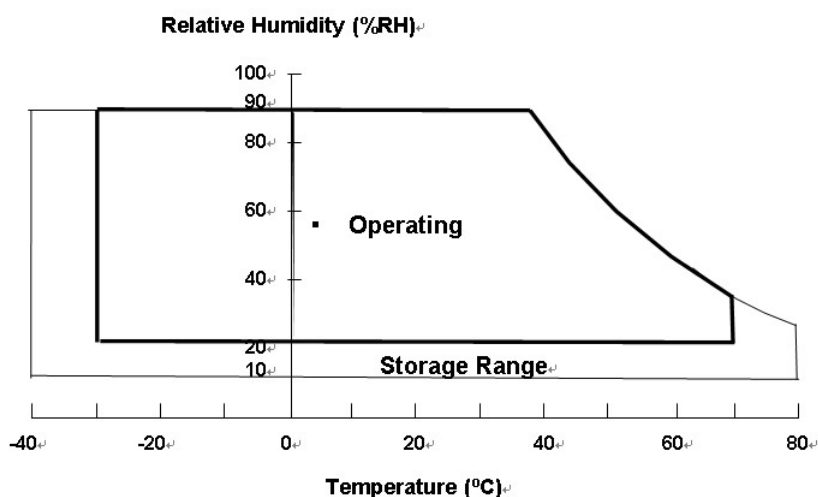 Relative Humidity (%RH)↵
100↵
90↵
80↵
60↵
▪ Operating
40↵
20↵
Storage Range↵
10↵
-40↵ -20↵ 0↵ 20↵ 40↵ 60↵ 80↵
Temperature (ºC)↵